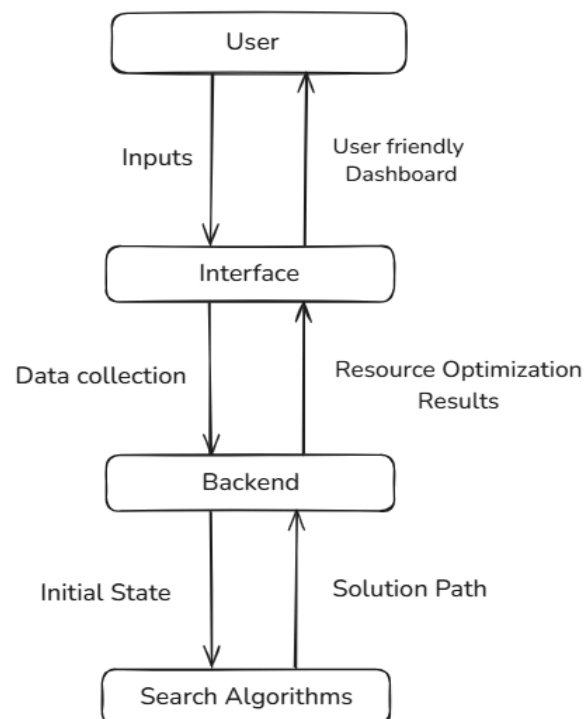 User
Inputs
User friendly
Dashboard
Interface
Data collection
Resource Optimization
Results
Backend
Initial State
Solution Path
Search Algorithms